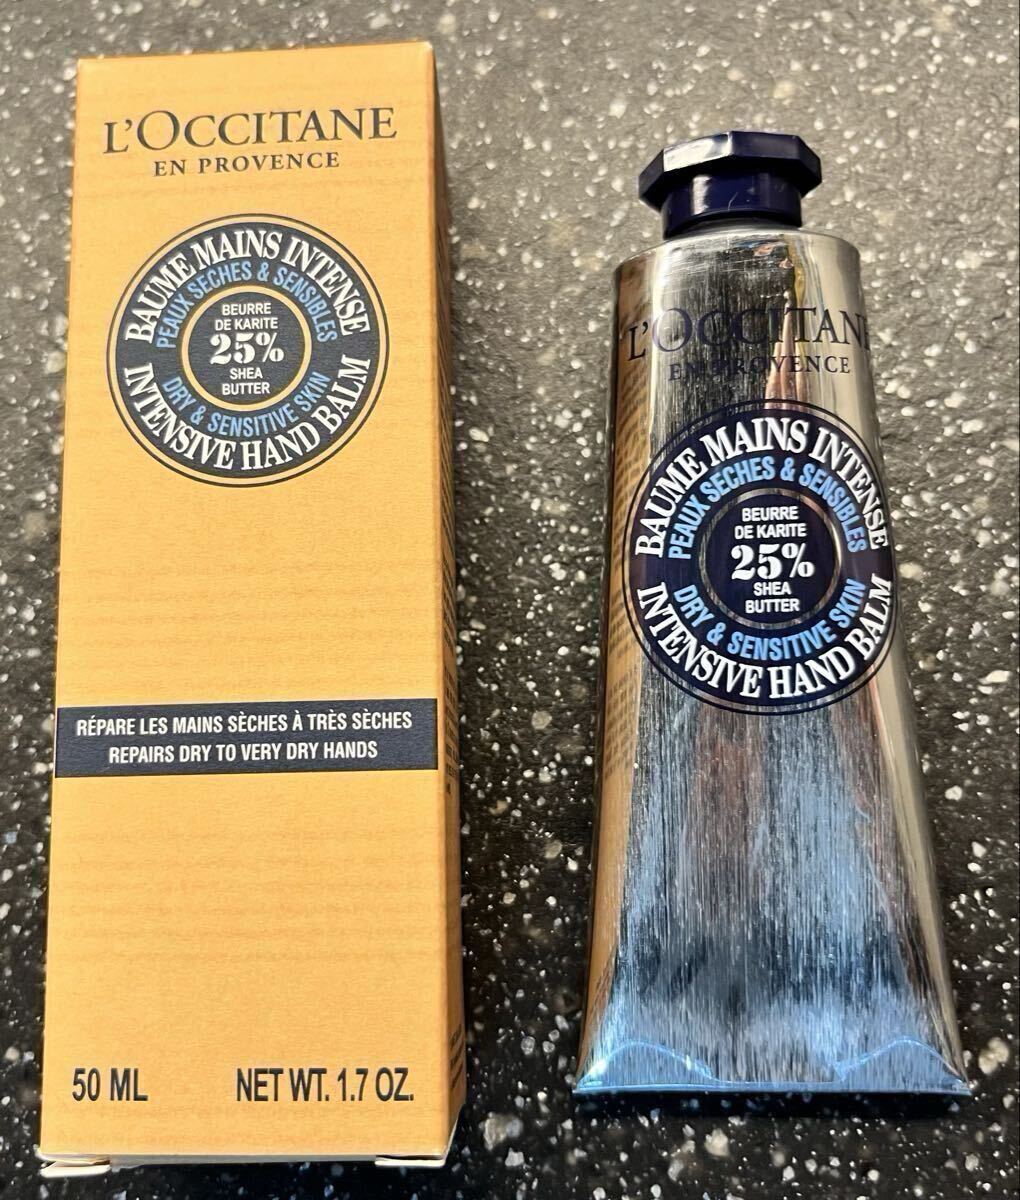 L'OCCITANE
EN PROVENCE
BAUME MAINS INTENSE
PEAUX SÈCHES & SENSIBLES
BEURRE
DE KARITE
25%
SHEA
BUTTER
DRY & SENSITIVE SKIN
INTENSIVE HAND BALM
RÉPARE LES MAINS SÈCHES À TRÈS SÈCHES
REPAIRS DRY TO VERY DRY HANDS
50 ML NET WT. 1.7 OZ.
L'OCCITANE
EN PROVENCE
BAUME MAINS INTENSE
PEAUX SÈCHES & SENSIBLES
BEURRE
DE KARITE
25%
SHEA
BUTTER
DRY & SENSITIVE SKIN
INTENSIVE HAND BALM